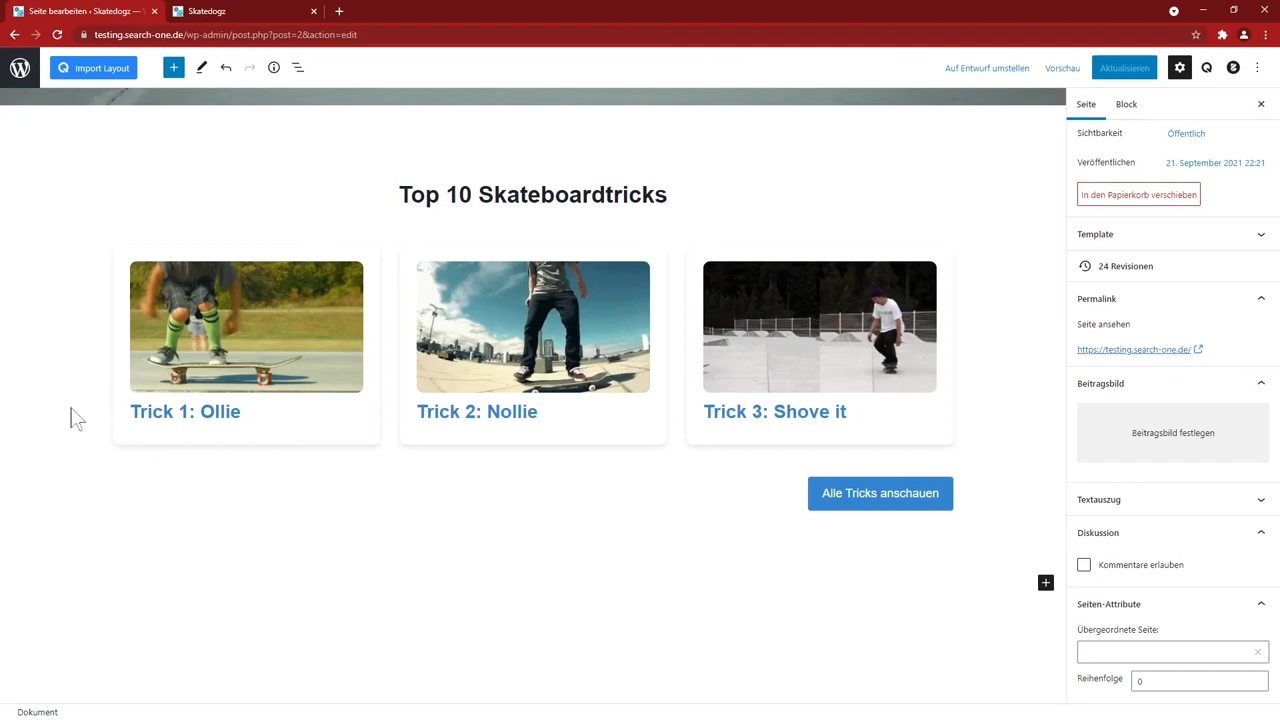 Seite bearbeiten ‹ Skatedogz —
Skatedogz
testing.search-one.de/wp-admin/post.php?post=2&action=edit
Import Layout
Auf Entwurf umstellen
Vorschau
Aktualisieren
Seite
Block
Sichtbarkeit
Öffentlich
Veröffentlichen
21. September 2021 22:21
In den Papierkorb verschieben
Template
24 Revisionen
Permalink
Seite ansehen
https://testing.search-one.de/
Beitragsbild
Beitragsbild festlegen
Textauszug
Diskussion
Kommentare erlauben
Seiten-Attribute
Übergeordnete Seite:
Reihenfolge
0
Top 10 Skateboardtricks
Trick 1: Ollie
Trick 2: Nollie
Trick 3: Shove it
Alle Tricks anschauen
Dokument